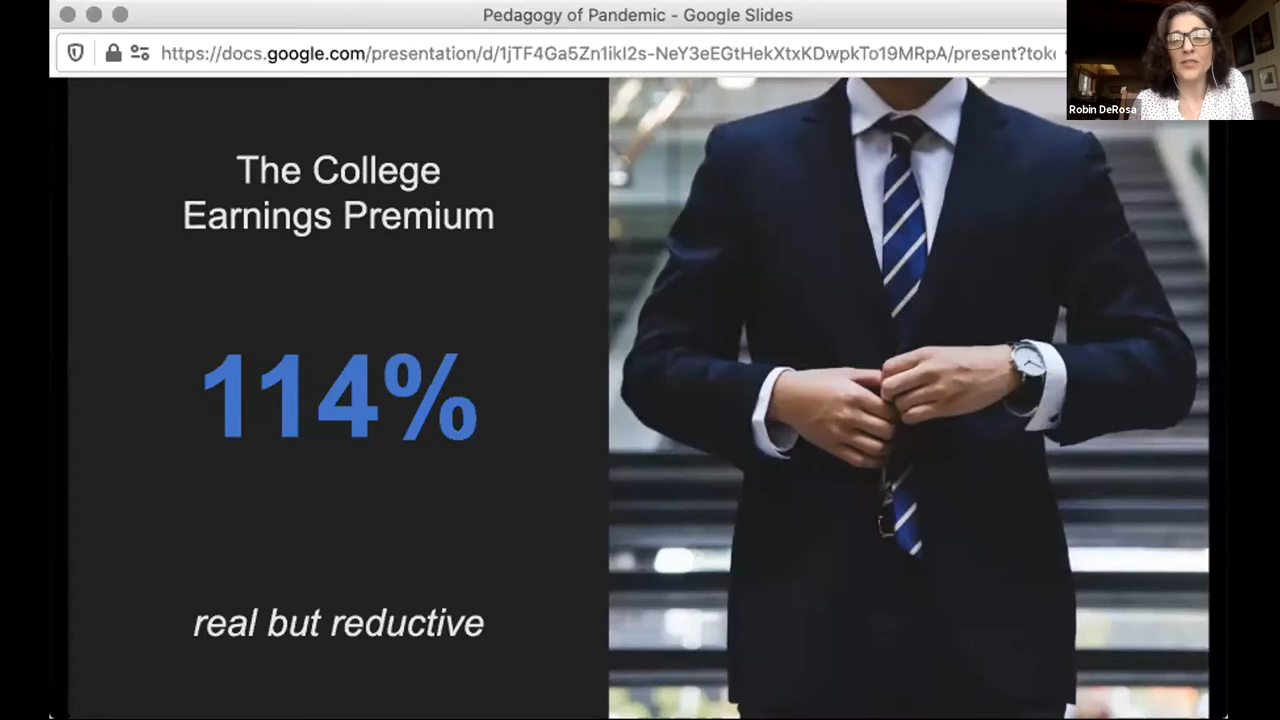 Pedagogy of Pandemic - Google Slides
https://docs.google.com/presentation/d/1jTF4Ga5Zn1ikI2s-NeY3eEGtHekXtxKDwpkTo19MRpA/present?toke
Robin DeRosa
The College
Earnings Premium
114%
real but reductive